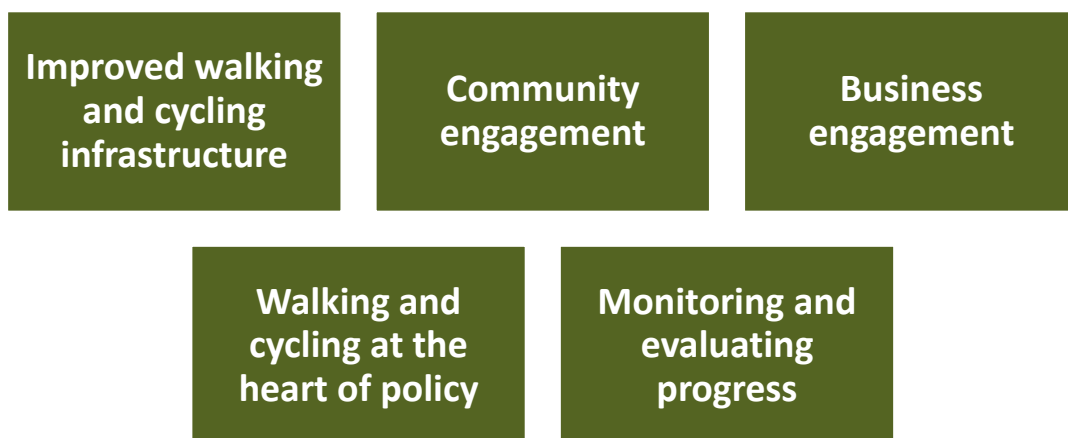 Improved walking
and cycling
infrastructure
Community
engagement
Business
engagement
Walking and
cycling at the
heart of policy
Monitoring and
evaluating
progress